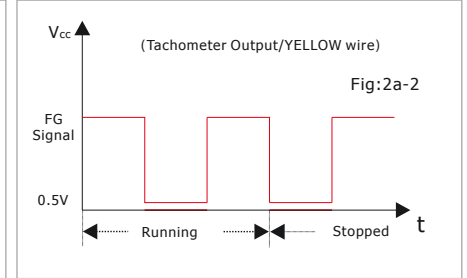 Vcc
(Tachometer Output/YELLOW wire)
Fig:2a-2
FG
Signal
0.5V
t
Running
Stopped